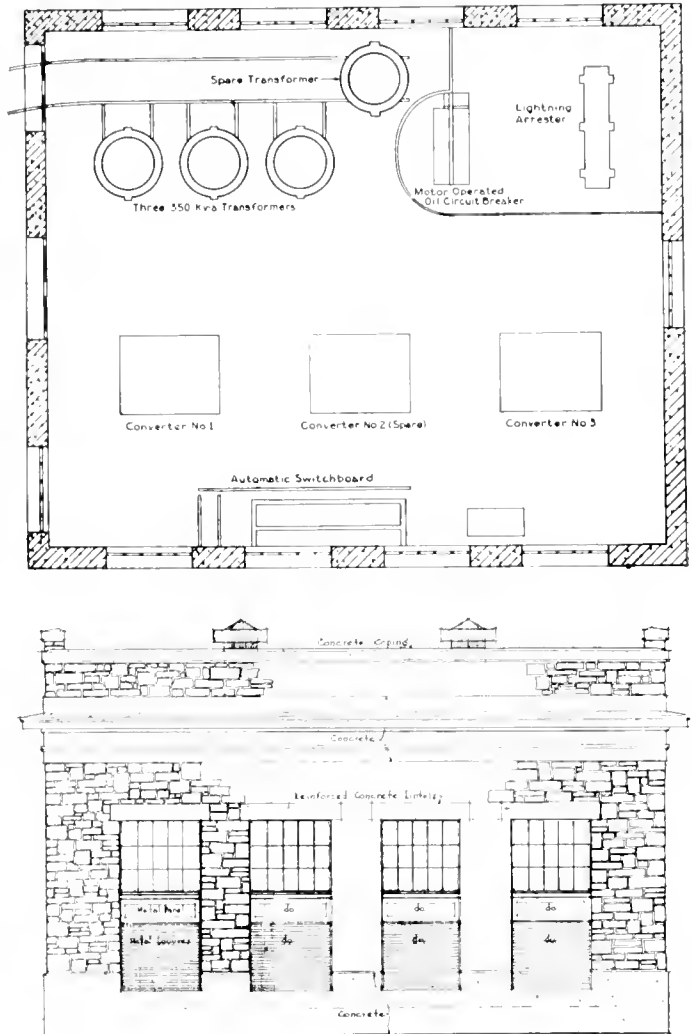 Spare Transformer
Lightning
Arrester
Motor Operated
Oil Circuit Breaker
Three 350 Kva Transformers
Converter No 1
Converter No 2 (Spare)
Converter No 3
Automatic Switchboard
Concrete Coping
Concrete
Reinforced Concrete Lintels
Metal Panel
do
do
do
Metal Louvres
do
do
do
Concrete